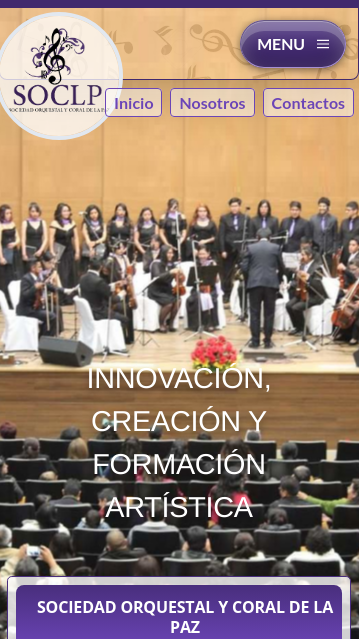 MENU
SOCLP
SOCIEDAD ORQUESTAL Y CORAL DE LA PAZ
Inicio
Nosotros
Contactos
INNOVACIÓN,
CREACIÓN Y
FORMACIÓN
ARTÍSTICA
SOCIEDAD ORQUESTAL Y CORAL DE LA
PAZ